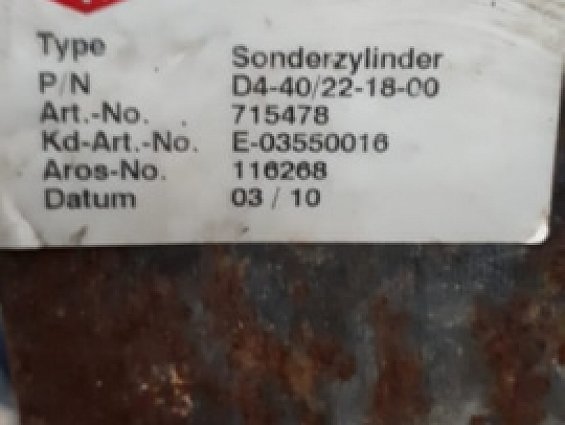 Type Sonderzylinder
P/N D4-40/22-18-00
Art.-No. 715478
Kd-Art.-No. E-03550016
Aros-No. 116268
Datum 03 / 10